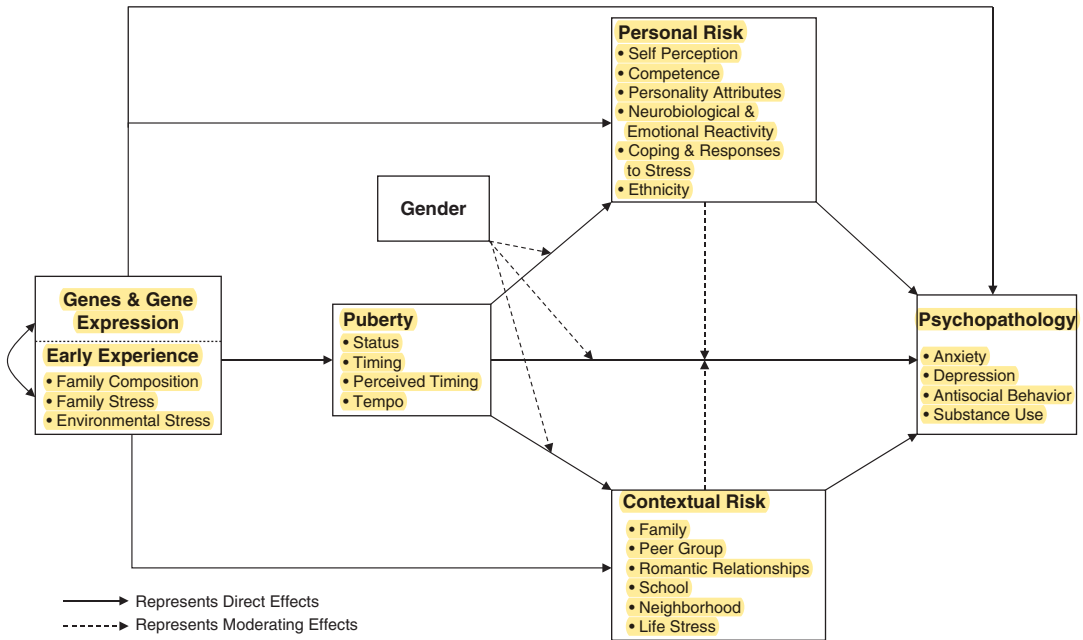 Personal Risk
• Self Perception
• Competence
• Personality Attributes
• Neurobiological &
Emotional Reactivity
• Coping & Responses
to Stress
• Ethnicity
Gender
Genes & Gene
Expression
Early Experience
• Family Composition
• Family Stress
• Environmental Stress
Puberty
• Status
• Timing
• Perceived Timing
• Tempo
Psychopathology
• Anxiety
• Depression
• Antisocial Behavior
• Substance Use
Contextual Risk
• Family
• Peer Group
• Romantic Relationships
• School
• Neighborhood
• Life Stress
Represents Direct Effects
Represents Moderating Effects